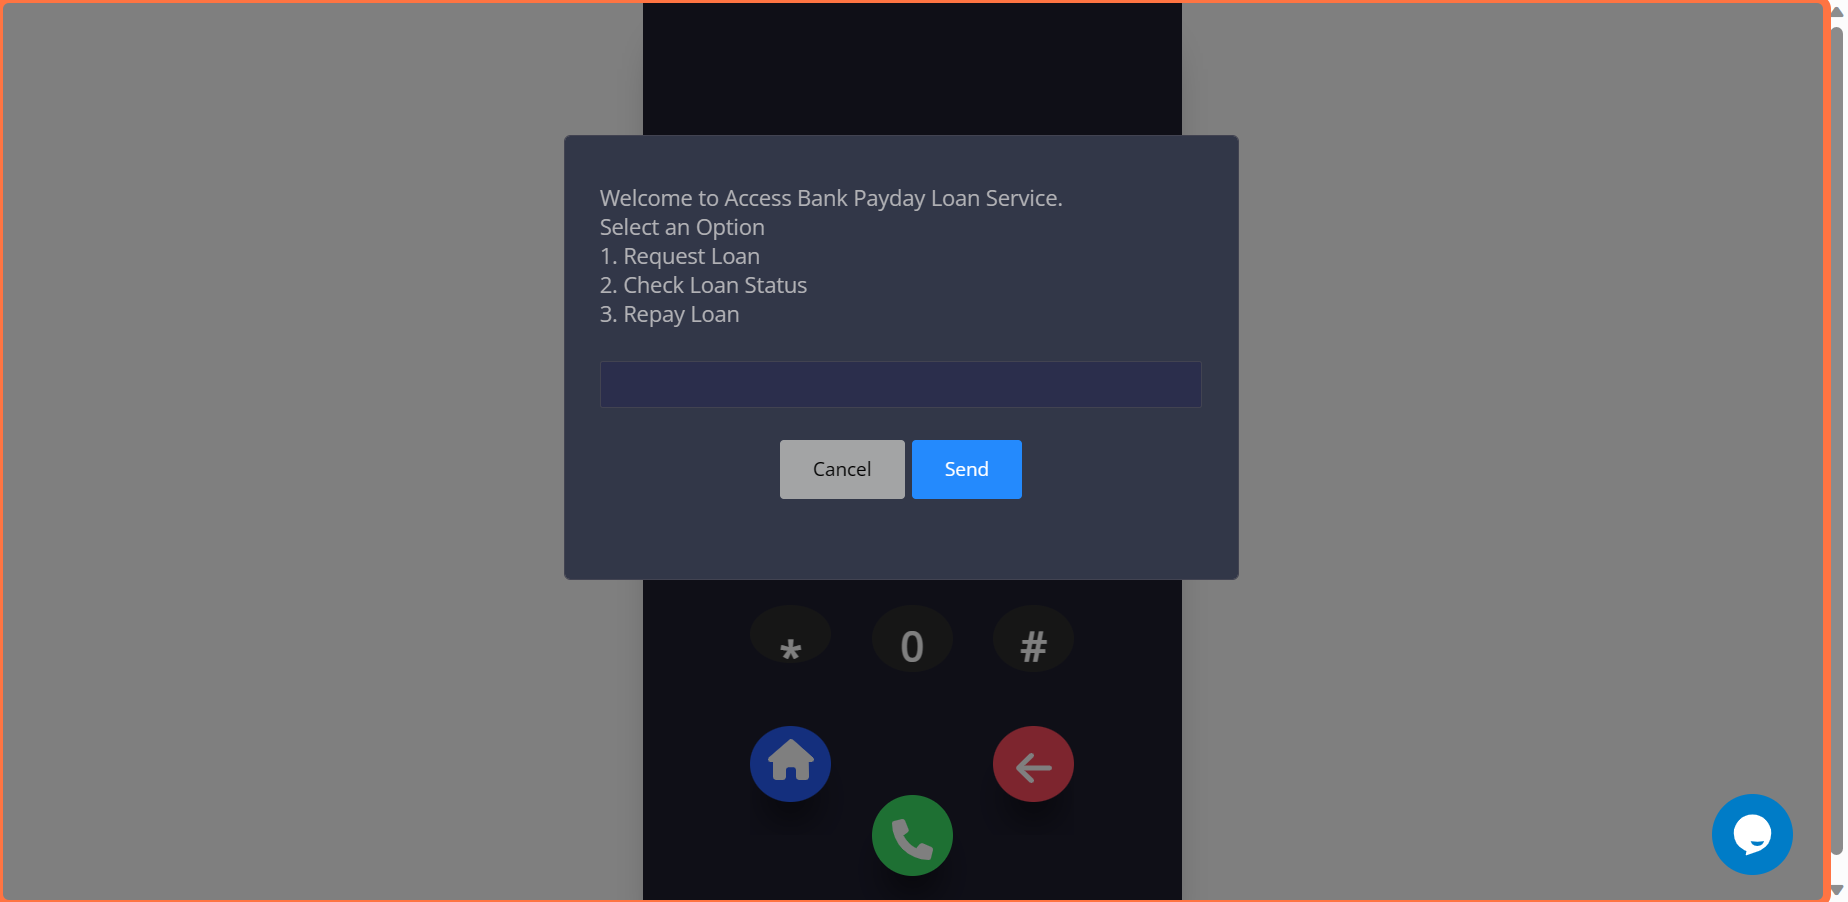 Welcome to Access Bank Payday Loan Service.
Select an Option
1. Request Loan
2. Check Loan Status
3. Repay Loan
Cancel Send
* 0 #